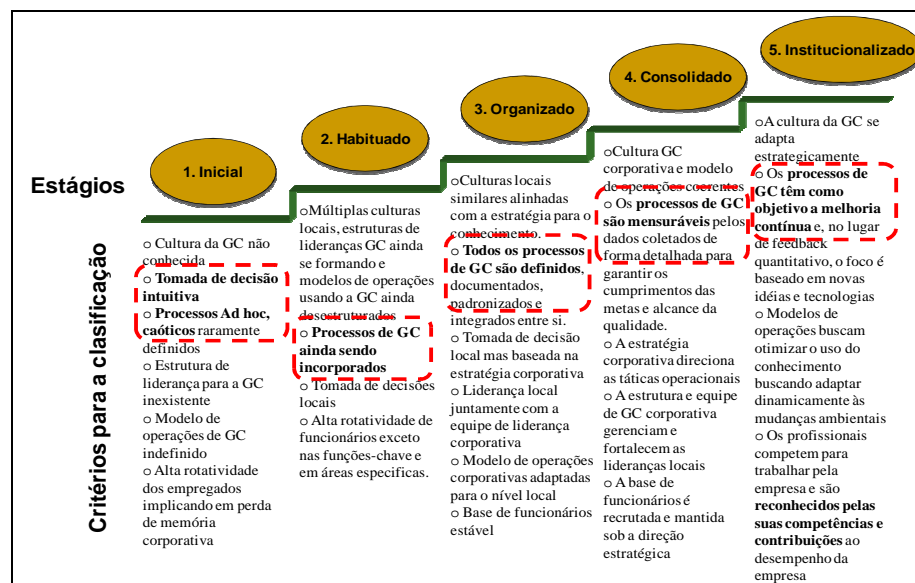 Estágios
Critérios para a classificação
1. Inicial
o Cultura da GC não
conhecida
o Tomada de decisão
intuitiva
o Processos Ad hoc,
caóticos raramente
definidos
o Estrutura de
liderança para a GC
inexistente
o Modelo de
operações de GC
indefinido
o Alta rotatividade
dos empregados
implicando em perda
de memória
corporativa
2. Habituado
o Múltiplas culturas
locais, estruturas de
lideranças GC ainda
se formando e
modelos de operações
usando a GC ainda
desestruturados
o Processos de GC
ainda sendo
incorporados
o Tomada de decisões
locais
o Alta rotatividade de
funcionários exceto
nas funções-chave e
em áreas especificas.
3. Organizado
o Culturas locais
similares alinhadas
com a estratégia para o
conhecimento.
o Todos os processos
de GC são definidos,
documentados,
padronizados e
integrados entre si.
o Tomada de decisão
local mas baseada na
estratégia corporativa
o Liderança local
juntamente com a
equipe de liderança
corporativa
o Modelo de operações
corporativas adaptadas
para o nível local
o Base de funcionários
estável
4. Consolidado
o Cultura GC
corporativa e modelo
de operações coerentes
o Os processos de GC
são mensuráveis pelos
dados coletados de
forma detalhada para
garantir os
cumprimentos das
metas e alcance da
qualidade.
o A estratégia
corporativa direciona
as táticas operacionais
o A estrutura e equipe
de GC corporativa
gerenciam e
fortalecem as
lideranças locais
o A base de
funcionários é
recrutada e mantida
sob a direção
estratégica
5. Institucionalizado
o A cultura da GC se
adapta
estrategicamente
o Os processos de
GC têm como
objetivo a melhoria
contínua e, no lugar
de feedback
quantitativo, o foco é
baseado em novas
idéias e tecnologias
o Modelos de
operações buscam
otimizar o uso do
conhecimento
buscando adaptar
dinamicamente às
mudanças ambientais
o Os profissionais
competem para
trabalhar pela
empresa e são
reconhecidos pelas
suas competências e
contribuições ao
desempenho da
empresa